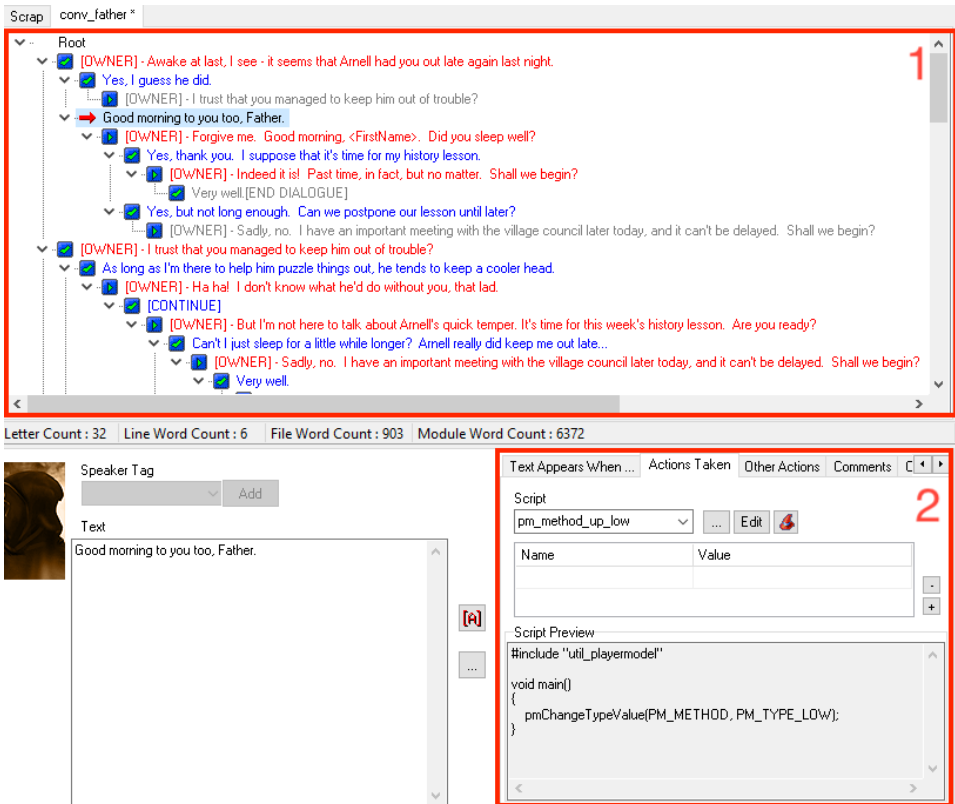 Scrap conv_father *
1
Root
[OWNER] - Awake at last, I see - it seems that Arnell had you out late again last night.
Yes, I guess he did.
[OWNER] - I trust that you managed to keep him out of trouble?
Good morning to you too, Father.
[OWNER] - Forgive me.  Good morning, <FirstName>.  Did you sleep well?
Yes, thank you.  I suppose that it's time for my history lesson.
[OWNER] - Indeed it is!  Past time, in fact, but no matter.  Shall we begin?
Very well.[END DIALOGUE]
Yes, but not long enough.  Can we postpone our lesson until later?
[OWNER] - Sadly, no.  I have an important meeting with the village council later today, and it can't be delayed.  Shall we begin?
[OWNER] - I trust that you managed to keep him out of trouble?
As long as I'm there to help him puzzle things out, he tends to keep a cooler head.
[OWNER] - Ha ha!  I don't know what he'd do without you, that lad.
[CONTINUE]
[OWNER] - But I'm not here to talk about Arnell's quick temper. It's time for this week's history lesson.  Are you ready?
Can't I just sleep for a little while longer?  Arnell really did keep me out late...
[OWNER] - Sadly, no.  I have an important meeting with the village council later today, and it can't be delayed.  Shall we begin?
Very well.
Letter Count : 32 Line Word Count : 6 File Word Count : 903 Module Word Count : 6372
Speaker Tag
Add
Text
Good morning to you too, Father.
[A]
...
Text Appears When ... Actions Taken Other Actions Comments C
2
Script
pm_method_up_low ... Edit
Name Value
-
+
Script Preview
#include "util_playermodel"
void main()
{
pmChangeTypeValue(PM_METHOD, PM_TYPE_LOW);
}